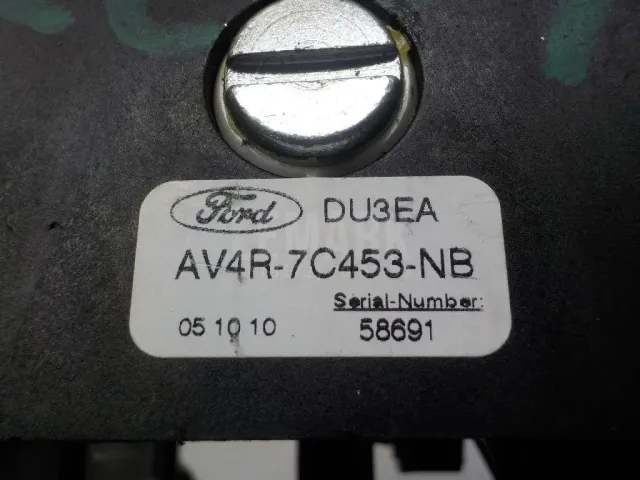 Ford DU3EA
AV4R-7C453-NB
Serial-Number:
05 10 10 58691